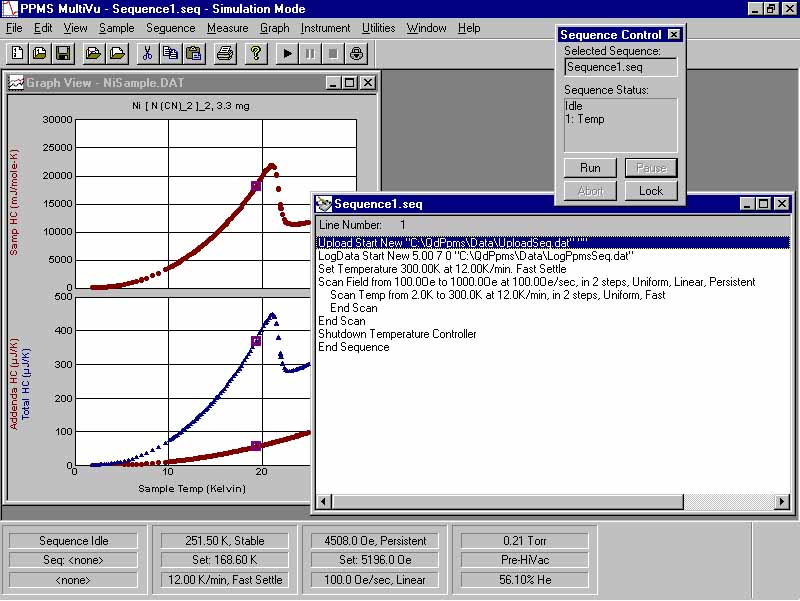 PPMS MultiVu - Sequence1.seq - Simulation Mode
File Edit View Sample Sequence Measure Graph Instrument Utilities Window Help
Graph View - NiSample.DAT
Ni [ N (CN)_2 ]_2, 3.3 mg
Samp HC (mJ/mole-K)
30000
25000
20000
15000
10000
5000
0
Addenda HC (µJ/K)
Total HC (µJ/K)
500
400
300
200
100
0
0 10 20
Sample Temp (Kelvin)
Sequence Control
Selected Sequence:
Sequence1.seq
Sequence Status:
Idle
1: Temp
Run Pause
Abort Lock
Sequence1.seq
Line Number: 1
Upload Start New "C:\QdPpms\Data\UploadSeq.dat" ""
LogData Start New 5.00 7 0 "C:\QdPpms\Data\LogPpmsSeq.dat"
Set Temperature 300.00K at 12.00K/min. Fast Settle
Scan Field from 100.0Oe to 1000.0Oe at 100.0Oe/sec, in 2 steps, Uniform, Linear, Persistent
Scan Temp from 2.0K to 300.0K at 12.0K/min, in 2 steps, Uniform, Fast
End Scan
End Scan
Shutdown Temperature Controller
End Sequence
Sequence Idle
Seq: <none>
<none>
251.50 K, Stable
Set: 168.60 K
12.00 K/min, Fast Settle
4508.0 Oe, Persistent
Set: 5196.0 Oe
100.0 Oe/sec, Linear
0.21 Torr
Pre-HiVac
56.10% He